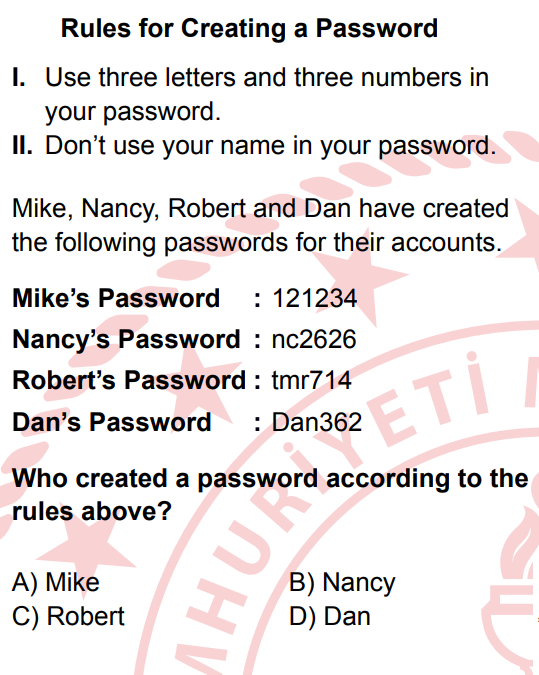 Rules for Creating a Password
I. Use three letters and three numbers in
your password.
II. Don’t use your name in your password.
Mike, Nancy, Robert and Dan have created
the following passwords for their accounts.
Mike’s Password : 121234
Nancy’s Password : nc2626
Robert’s Password : tmr714
Dan’s Password : Dan362
Who created a password according to the
rules above?
A) Mike B) Nancy
C) Robert D) Dan